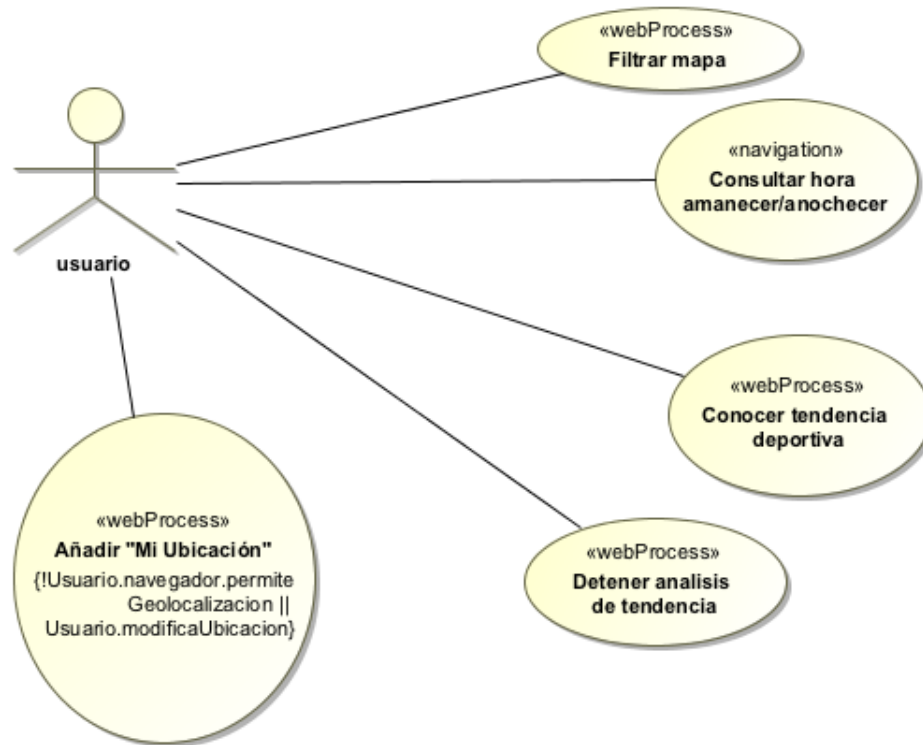 «webProcess»
Filtrar mapa
«navigation»
Consultar hora
amanecer/anochecer
usuario
«webProcess»
Conocer tendencia
deportiva
«webProcess»
Añadir "Mi Ubicación"
{!Usuario.navegador.permite
Geolocalizacion ||
Usuario.modificaUbicacion}
«webProcess»
Detener analisis
de tendencia